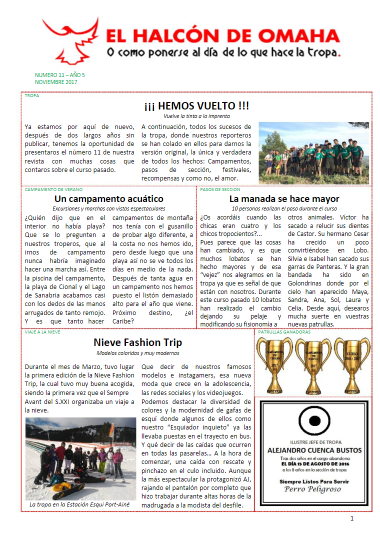 EL HALCÓN DE OMAHA
O como ponerse al día de lo que hace la tropa.
NUMERO 11 – AÑO 5
NOVIEMBRE 2017
TROPA
¡¡¡ HEMOS VUELTO !!!
Vuelve la tinta a la imprenta
Ya estamos por aquí de nuevo,
después de dos largos años sin
publicar, tenemos la oportunidad de
presentaros el número 11 de nuestra
revista con muchas cosas que
contaros sobre el curso pasado.
A continuación, todos los sucesos de
la tropa, donde nuestros reporteros
se han colado en ellos para darnos la
versión original, la única y verdadera
de todos los hechos: Campamentos,
pasos de sección, festivales,
recompensas y como no, el amor.
CAMPAMENTO DE VERANO
Un campamento acuático
Excursiones y marchas con vistas espectaculares
¿Quién dijo que en el
interior no había playa?
Que se lo pregunten a
nuestros troperos, que al
irnos de campamento
nunca habría imaginado
hacer una marcha así. Entre
la piscina del campamento,
la playa de Cional y el Lago
de Sanabria acabamos casi
con los dedos de las manos
arrugados de tanto remojo.
Y es que tanto hacer
campamentos de montaña
nos tenía con el gusanillo
de probar algo diferente, a
la costa no nos hemos ido,
pero desde luego que una
playa así no se ve todos los
días en medio de la nada.
Después de tanta agua en
un campamento nos hemos
puesto el listón demasiado
alto para el año que viene.
Próximo destino, ¿el
Caribe?
PASOS DE SECCION
La manada se hace mayor
10 personas realizan el paso durante el curso
¿Os acordáis cuando las
chicas eran cuatro y los
chicos tropocientos?...
Pues parece que las cosas
han cambiado, y es que
muchos lobatos se han
hecho mayores y de esa
"vejez" nos alegramos en la
tropa ya que es señal de que
están con nosotros. Durante
este curso pasado 10 lobatos
han realizado el cambio
dejando su pelaje y
modificando su fisionomía a
otros animales. Victor ha
sacado a relucir sus dientes
de Castor. Su hermano Cesar
ha crecido un poco
convirtiéndose en Lobo.
Silvia e Isabel han sacado sus
garras de Panteras. Y la gran
bandada ha sido en
Golondrinas donde por el
cielo han aparecido Maya,
Sandra, Ana, Sol, Laura y
Celia. Desde aquí, desearos
mucha suerte en vuestras
nuevas patrullas.
VIAJE A LA NIEVE
Nieve Fashion Trip
Modelos coloridas y muy modernas
Durante el mes de Marzo, tuvo lugar
la primera edición de la Nieve Fashion
Trip, la cual tuvo muy buena acogida,
siendo la primera vez que el Sempre
Avant del S.XXI organizaba un viaje a
la nieve.
La tropa en la Estación Esquí Port-Ainé
Que decir de nuestras famosos
modelos e instagamers, esa nueva
moda que crece en la adolescencia,
las redes sociales y los videojuegos.
Podemos destacar la diversidad de
colores y la modernidad de gafas de
esquí donde algunos de ellos como
nuestro "Esquiador inquieto" ya las
llevaba puestas en el trayecto en bus.
Y qué decir de las caídas que ocurren
en todas las pasarelas... A la hora de
comenzar, una caída con rescate y
pinchazo en el culo incluido. Aunque
la más espectacular la protagonizó AJ,
rajando el pantalón por completo que
hizo trabajar durante altas horas de la
madrugada a la modista del desfile.
PATRULLAS GANADORAS
ILUSTRE JEFE DE TROPA
ALEJANDRO CUENCA BUSTOS
Tras dos años en el cargo abandona
EL DÍA 13 DE AGOSTO DE 2016
a los 8 años en la sección de tropa
Siempre Listos Para Servir
Perro Peligroso
1